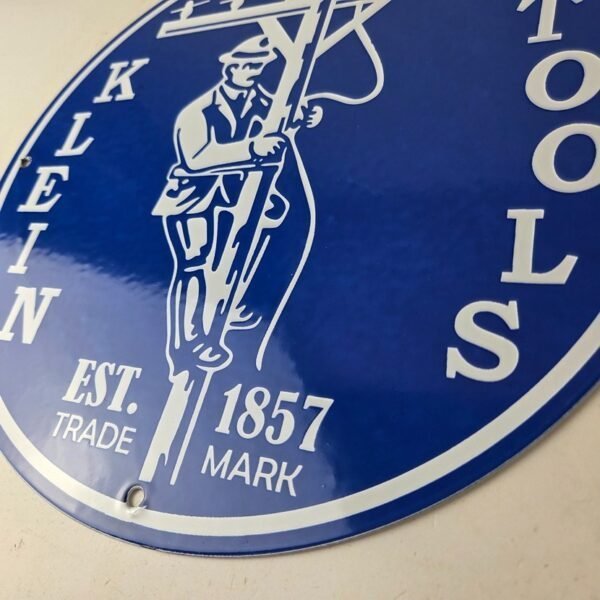 KLEIN
TOOLS
EST. 1857
TRADE MARK